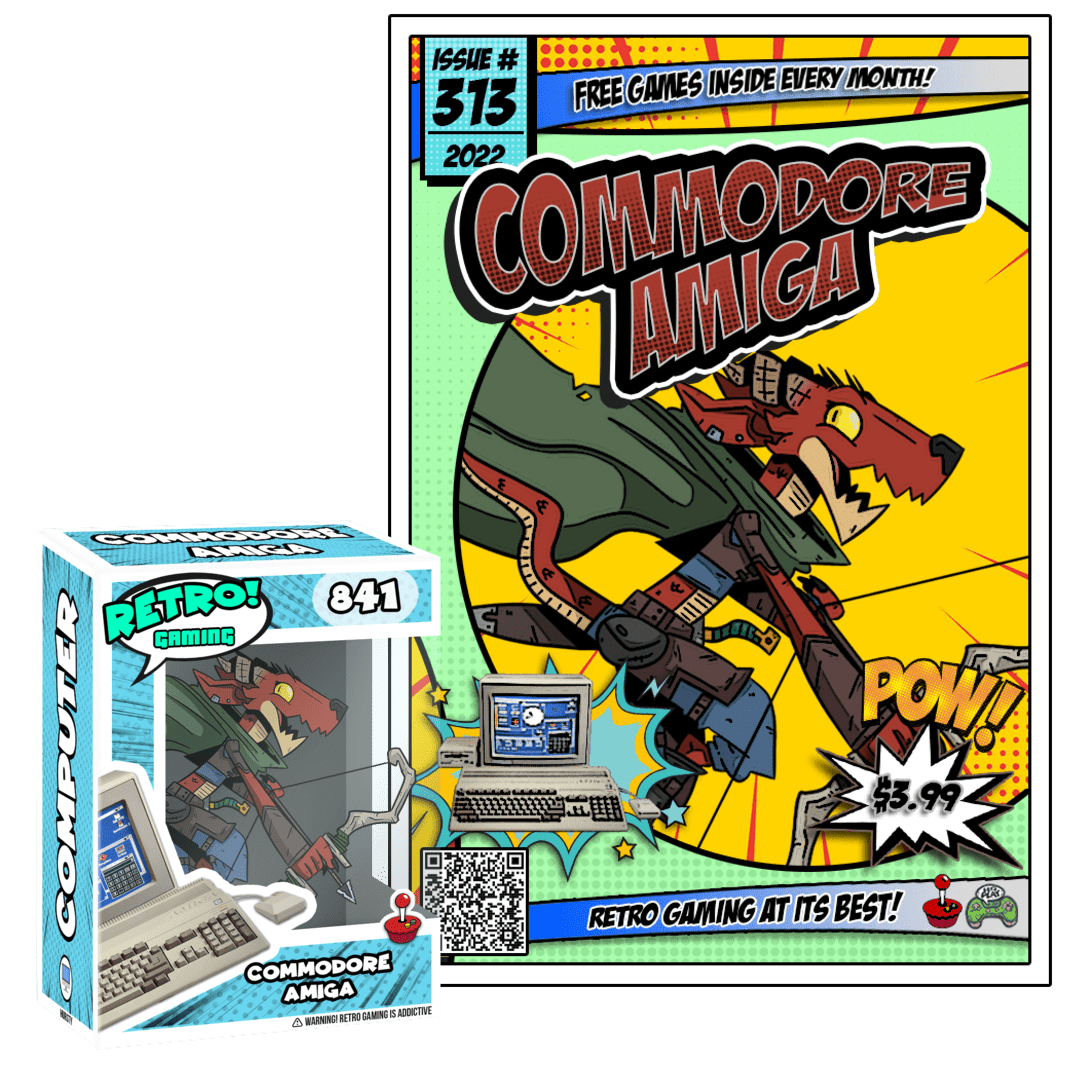 ISSUE #
313
2022
FREE GAMES INSIDE EVERY MONTH!
COMMODORE
AMIGA
POW!
$3.99
RETRO GAMING AT ITS BEST!
COMMODORE
AMIGA
RETRO!
GAMING
841
COMPUTER
COMMODORE
AMIGA
WARNING! RETRO GAMING IS ADDICTIVE